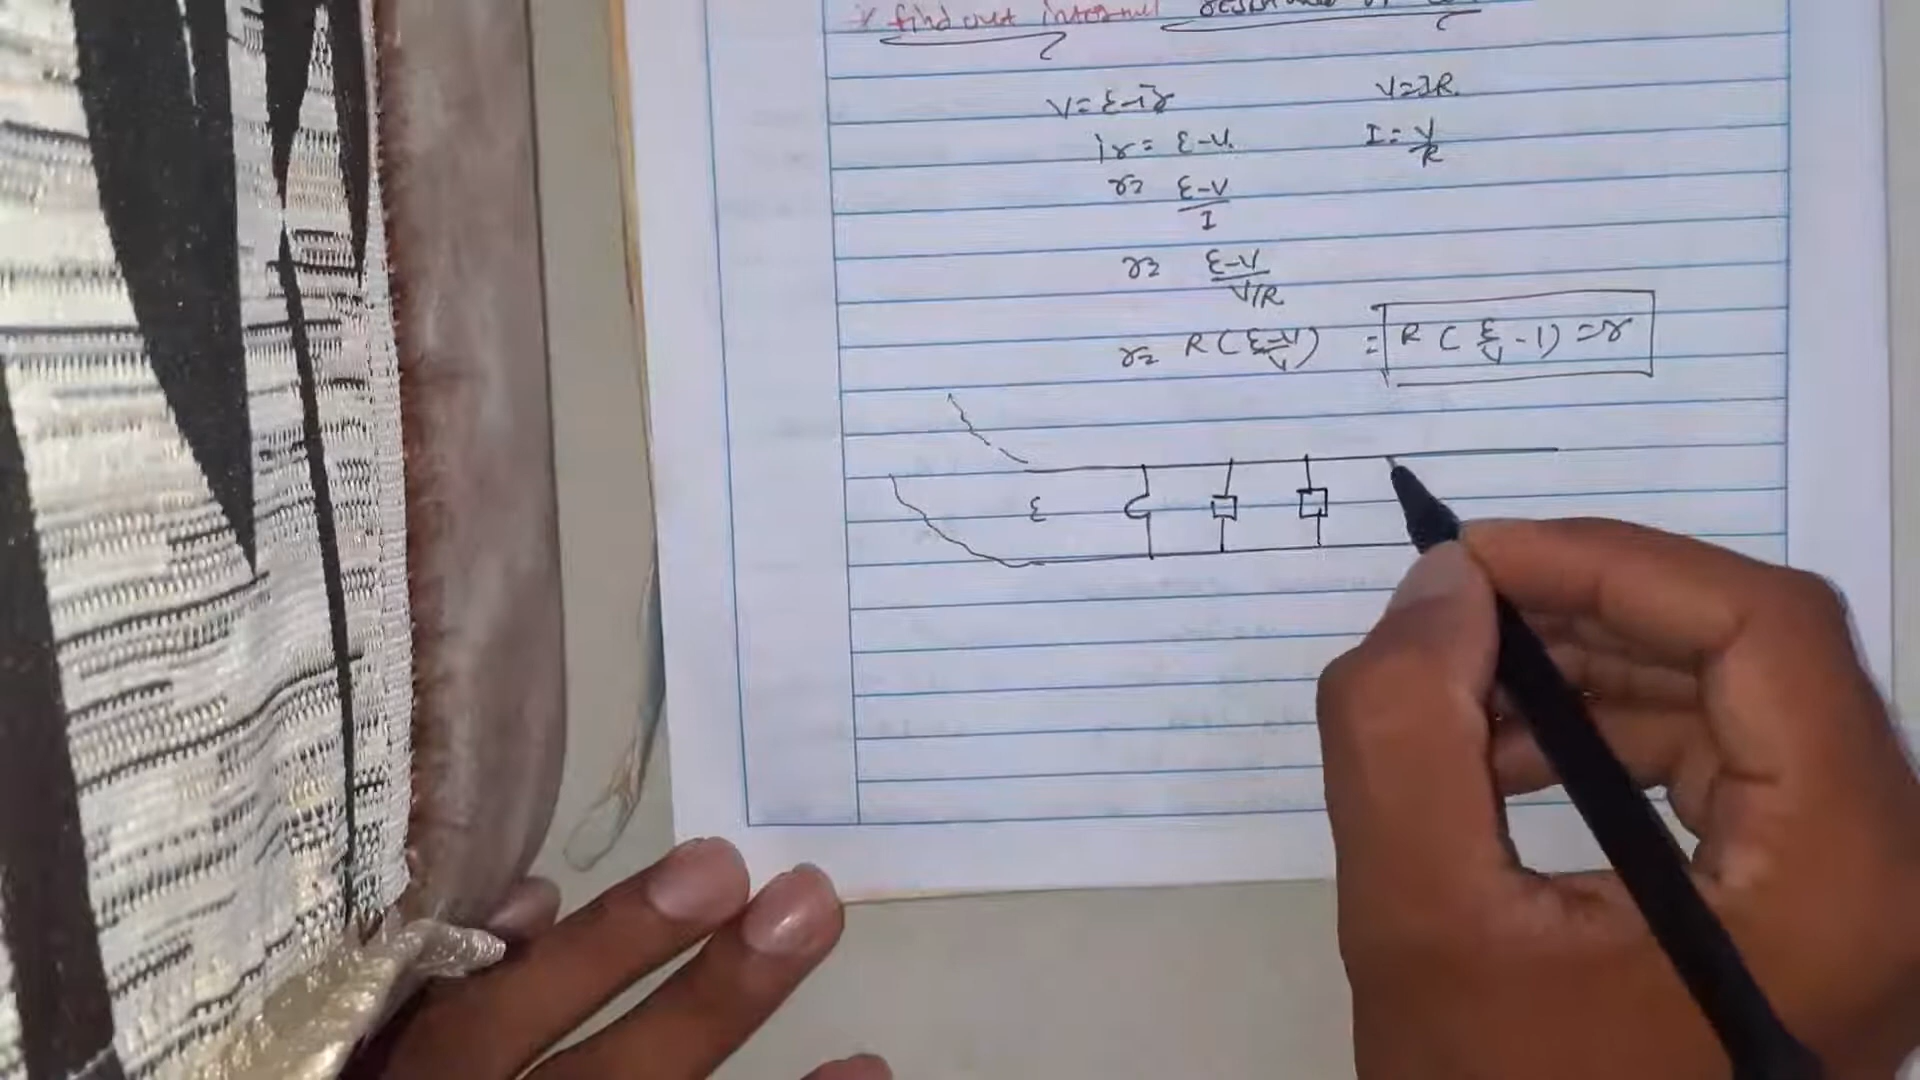 find out internal
V = ε-ir V=IR.
ir = ε-V. I = V/R
r= ε-V/I
r= ε-V/V/R
r= R(ε-V/V) = R(ε/V - 1) = r
ε